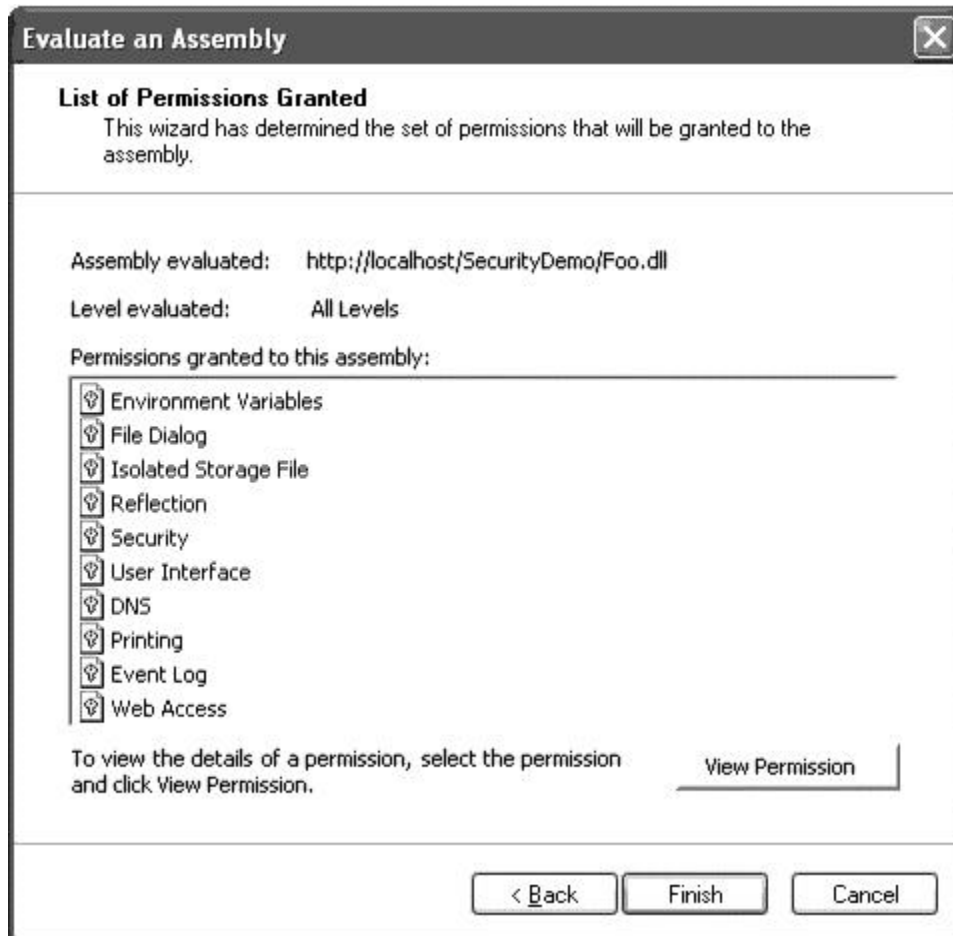 Evaluate an Assembly
List of Permissions Granted
This wizard has determined the set of permissions that will be granted to the
assembly.
Assembly evaluated: http://localhost/SecurityDemo/Foo.dll
Level evaluated: All Levels
Permissions granted to this assembly:
Environment Variables
File Dialog
Isolated Storage File
Reflection
Security
User Interface
DNS
Printing
Event Log
Web Access
To view the details of a permission, select the permission
and click View Permission.
View Permission
< Back
Finish
Cancel